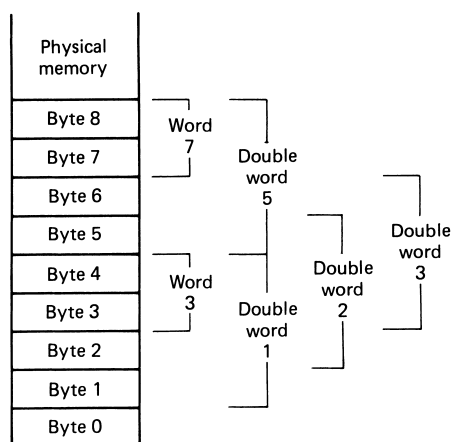 Physical
memory
Byte 8
Byte 7
Byte 6
Byte 5
Byte 4
Byte 3
Byte 2
Byte 1
Byte 0
Word
7
Word
3
Double
word
5
Double
word
1
Double
word
2
Double
word
3